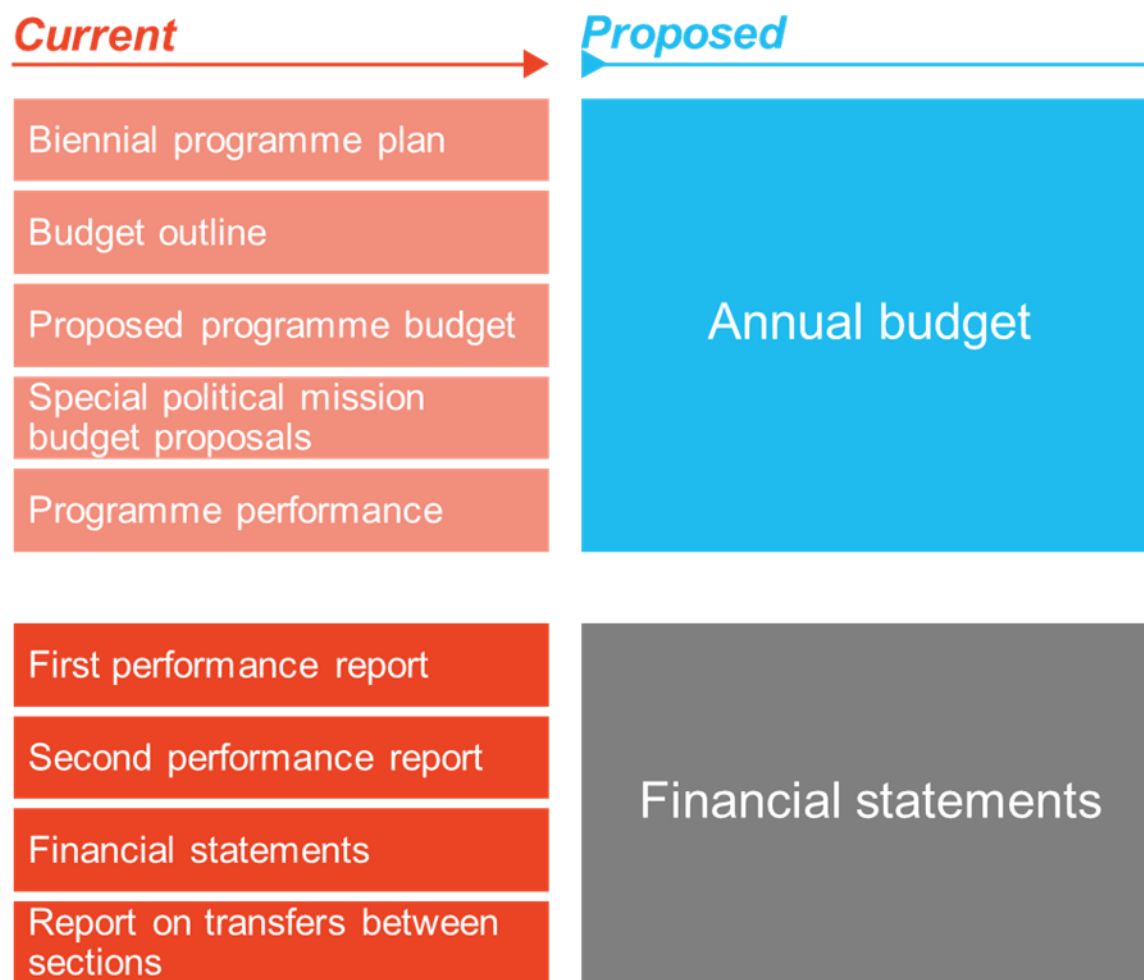 Current
Proposed
Biennial programme plan
Budget outline
Proposed programme budget
Special political mission
budget proposals
Programme performance
Annual budget
First performance report
Second performance report
Financial statements
Report on transfers between
sections
Financial statements